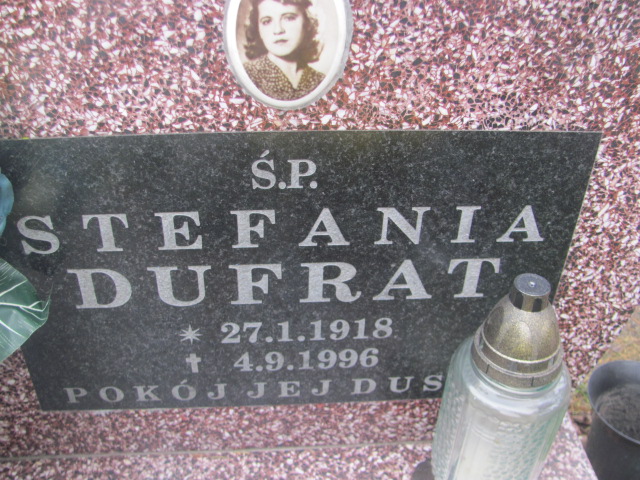 Ś.P.
STEFANIA
DUFRAT
* 27.1.1918
† 4.9.1996
POKÓJ JEJ